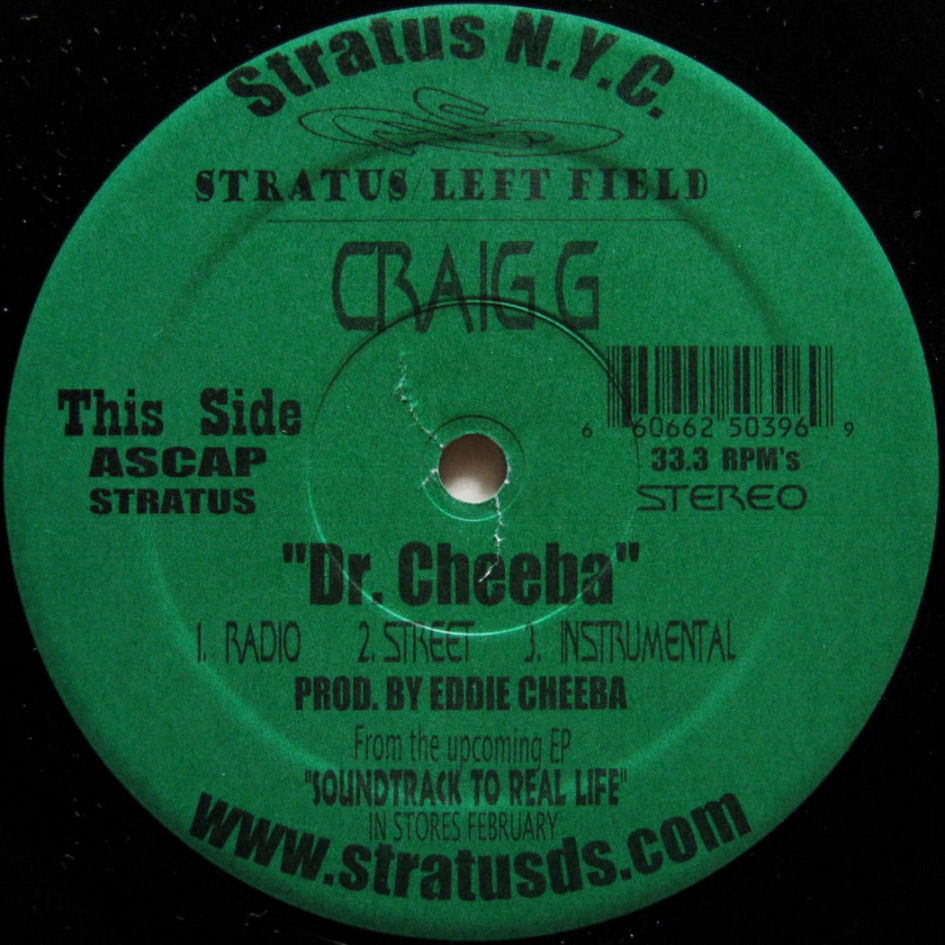 Stratus N.Y.C.
STRATUS/LEFT FIELD
CRAIG G
This Side
ASCAP
STRATUS
6 60662 50396 9
33.3 RPM's
STEREO
"Dr. Cheeba"
1. RADIO 2. STREET 3. INSTRUMENTAL
PROD. BY EDDIE CHEEBA
From the upcoming EP
"SOUNDTRACK TO REAL LIFE"
IN STORES FEBRUARY
www.stratusds.com